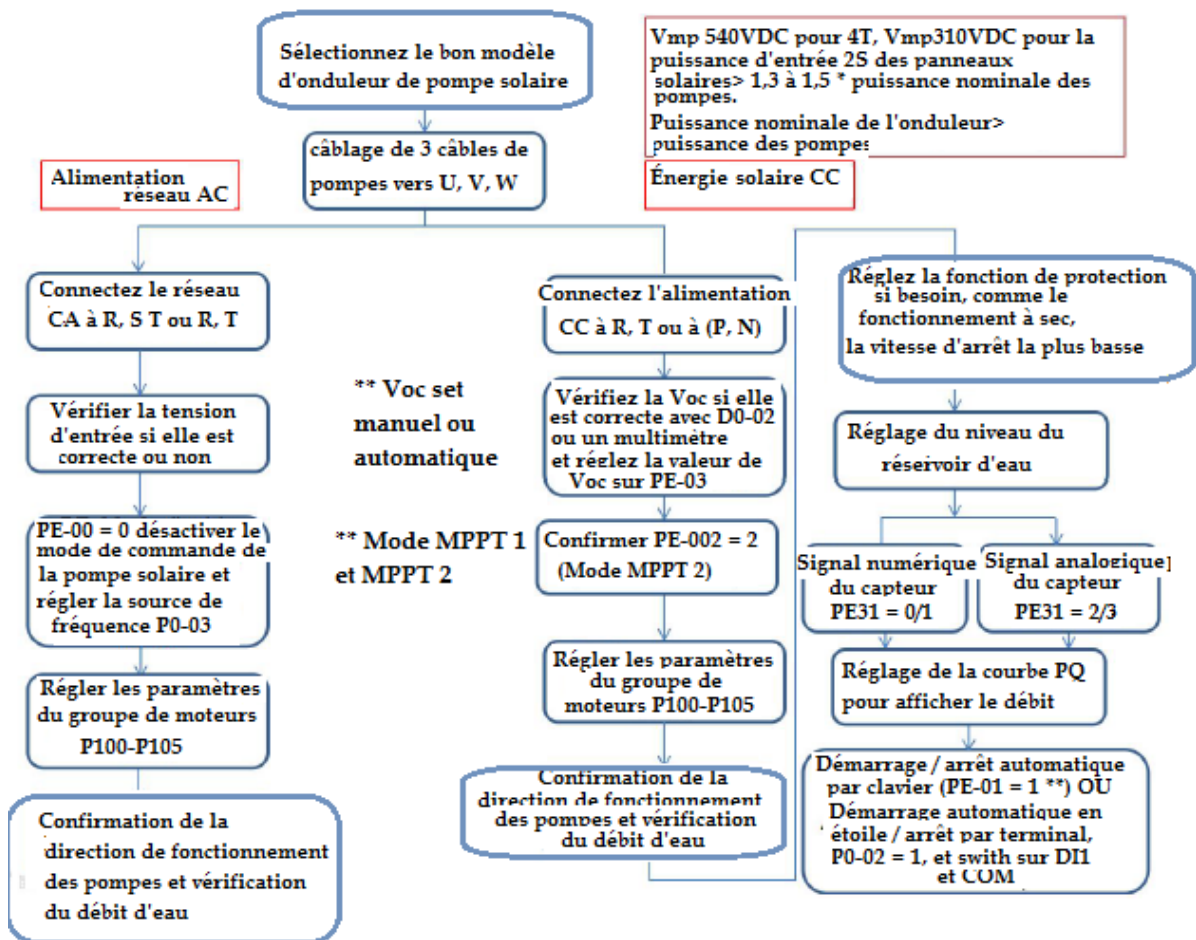 Sélectionnez le bon modèle
d'onduleur de pompe solaire
Vmp 540VDC pour 4T, Vmp310VDC pour la
puissance d'entrée 2S des panneaux
solaires> 1,3 à 1,5 * puissance nominale des
pompes.
Puissance nominale de l'onduleur>
puissance des pompes
câblage de 3 câbles de
pompes vers U, V, W
Alimentation
réseau AC
Énergie solaire CC
Connectez le réseau
CA à R, S T ou R, T
Vérifier la tension
d'entrée si elle est
correcte ou non
PE-00 = 0 désactiver le
mode de commande de
la pompe solaire et
régler la source de
fréquence P0-03
Régler les paramètres
du groupe de moteurs
P100-P105
Confirmation de la
direction de fonctionnement
des pompes et vérification
du débit d'eau
** Voc set
manuel ou
automatique
** Mode MPPT 1
et MPPT 2
Connectez l'alimentation
CC à R, T ou à (P, N)
Vérifiez la Voc si elle
est correcte avec D0-02
ou un multimètre
et réglez la valeur de
Voc sur PE-03
Confirmer PE-002 = 2
(Mode MPPT 2)
Régler les paramètres
du groupe de
moteurs P100-P105
Confirmation de la
direction de fonctionnement
des pompes et vérification
du débit d'eau
Réglez la fonction de protection
si besoin, comme le
fonctionnement à sec,
la vitesse d'arrêt la plus basse
Réglage du niveau du
réservoir d'eau
Signal numérique
du capteur
PE31 = 0/1
Signal analogique
du capteur
PE31 = 2/3
Réglage de la courbe PQ
pour afficher le débit
Démarrage / arrêt automatique
par clavier (PE-01 = 1 **) OU
Démarrage automatique en
étoile / arrêt par terminal,
P0-02 = 1, et swith sur DI1
et COM